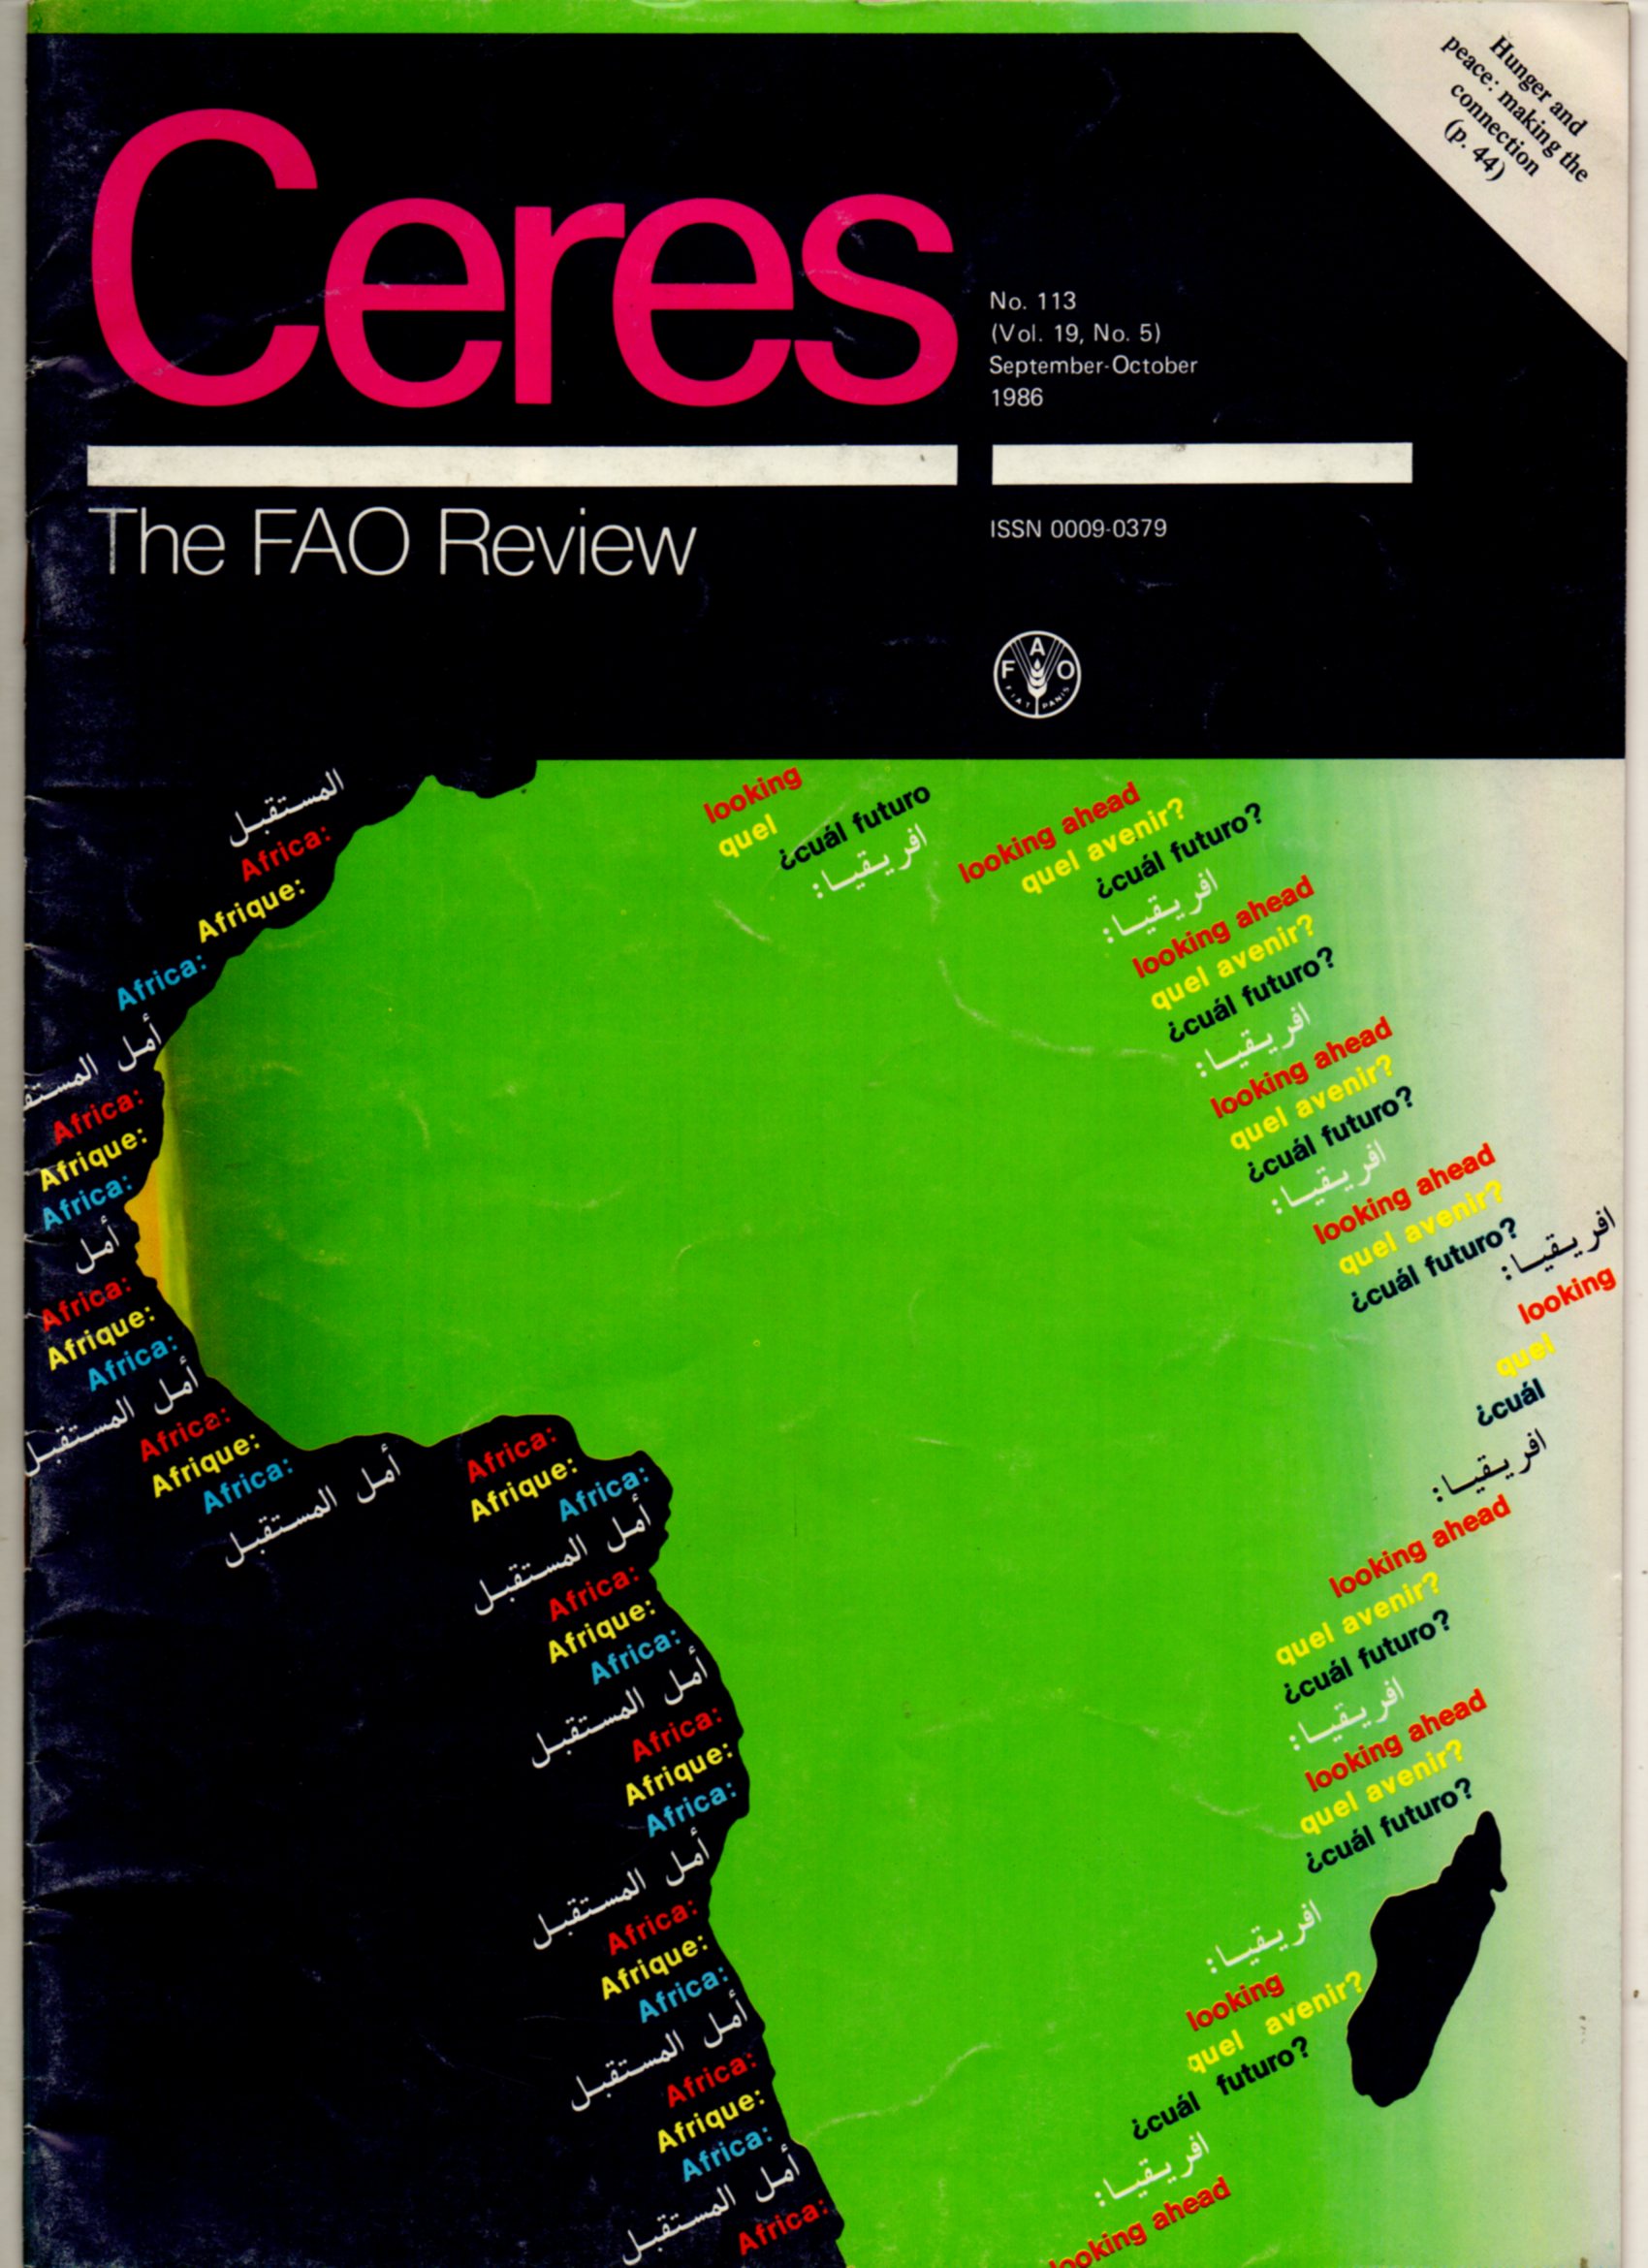 Hunger and
peace: making the
connection
(p. 44)
Ceres
No. 113
(Vol. 19, No. 5)
September-October
1986
The FAO Review
ISSN 0009-0379
F A O
FIAT PANIS
المستقبل
Africa:
Afrique:
Africa:
أمل المستق
Africa:
Afrique:
Africa:
أمل
Africa:
Afrique:
Africa:
أمل المستقبل
Africa:
Afrique:
Africa:
أمل المستقبل
Africa:
Afrique:
Africa:
أمل المستقبل
Africa:
Afrique:
Africa:
أمل المستقبل
Africa:
Afrique:
Africa:
أمل المستقبل
Africa:
Afrique:
Africa:
أمل المستقبل
Africa:
Afrique:
Africa:
أمل المستقبل
Africa:
looking
quel
¿cuál futuro
افريقيا:
looking ahead
quel avenir?
¿cuál futuro?
افريقيا:
looking ahead
quel avenir?
¿cuál futuro?
افريقيا:
looking ahead
quel avenir?
¿cuál futuro?
افريقيا:
looking ahead
quel avenir?
¿cuál futuro?
افريقيا:
looking
quel
¿cuál
افريقيا:
looking ahead
quel avenir?
¿cuál futuro?
افريقيا:
looking ahead
quel avenir?
¿cuál futuro?
افريقيا:
looking
quel avenir?
¿cuál futuro?
افريقيا:
looking ahead